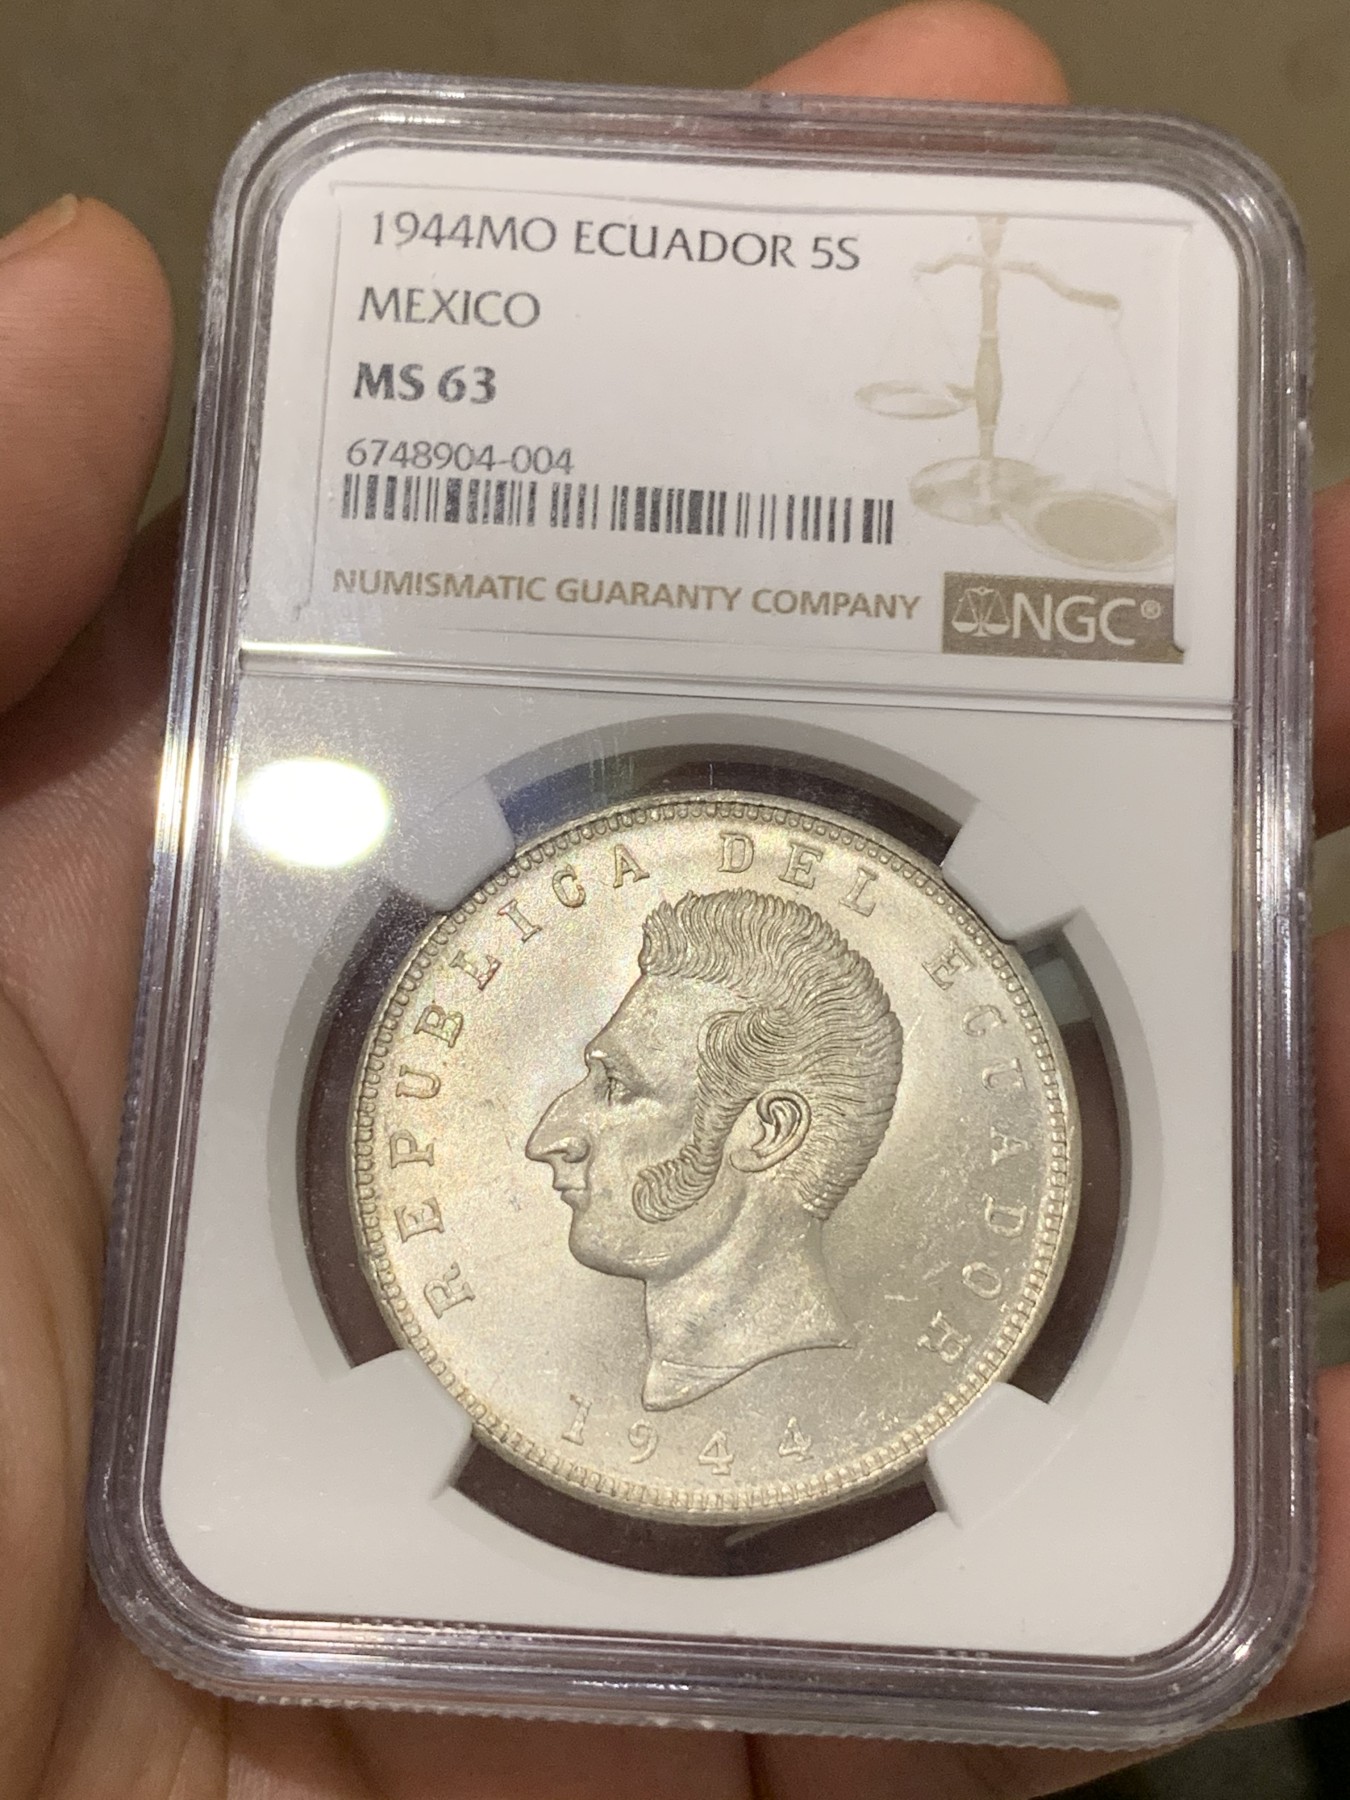 1944MO ECUADOR 5S
MEXICO
MS 63
6748904-004
NUMISMATIC GUARANTY COMPANY
NGC®
REPUBLICA DEL ECUADOR
1944